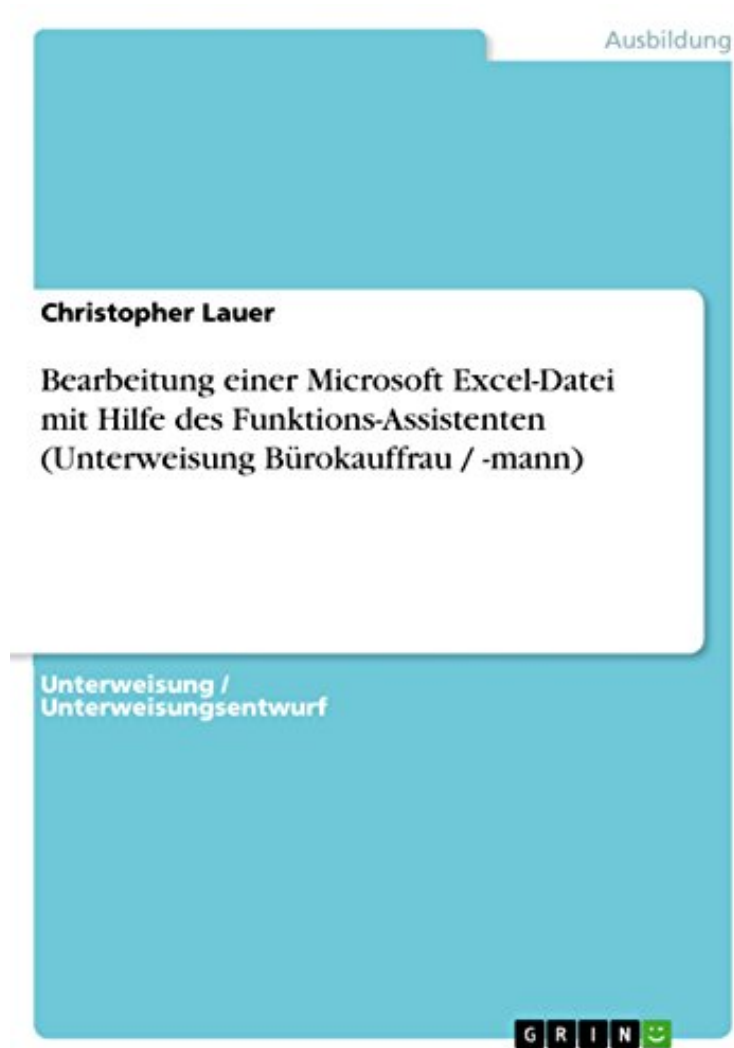 Ausbildung
Christopher Lauer
Bearbeitung einer Microsoft Excel-Datei
mit Hilfe des Funktions-Assistenten
(Unterweisung Bürokauffrau / -mann)
Unterweisung /
Unterweisungsentwurf
GRIN